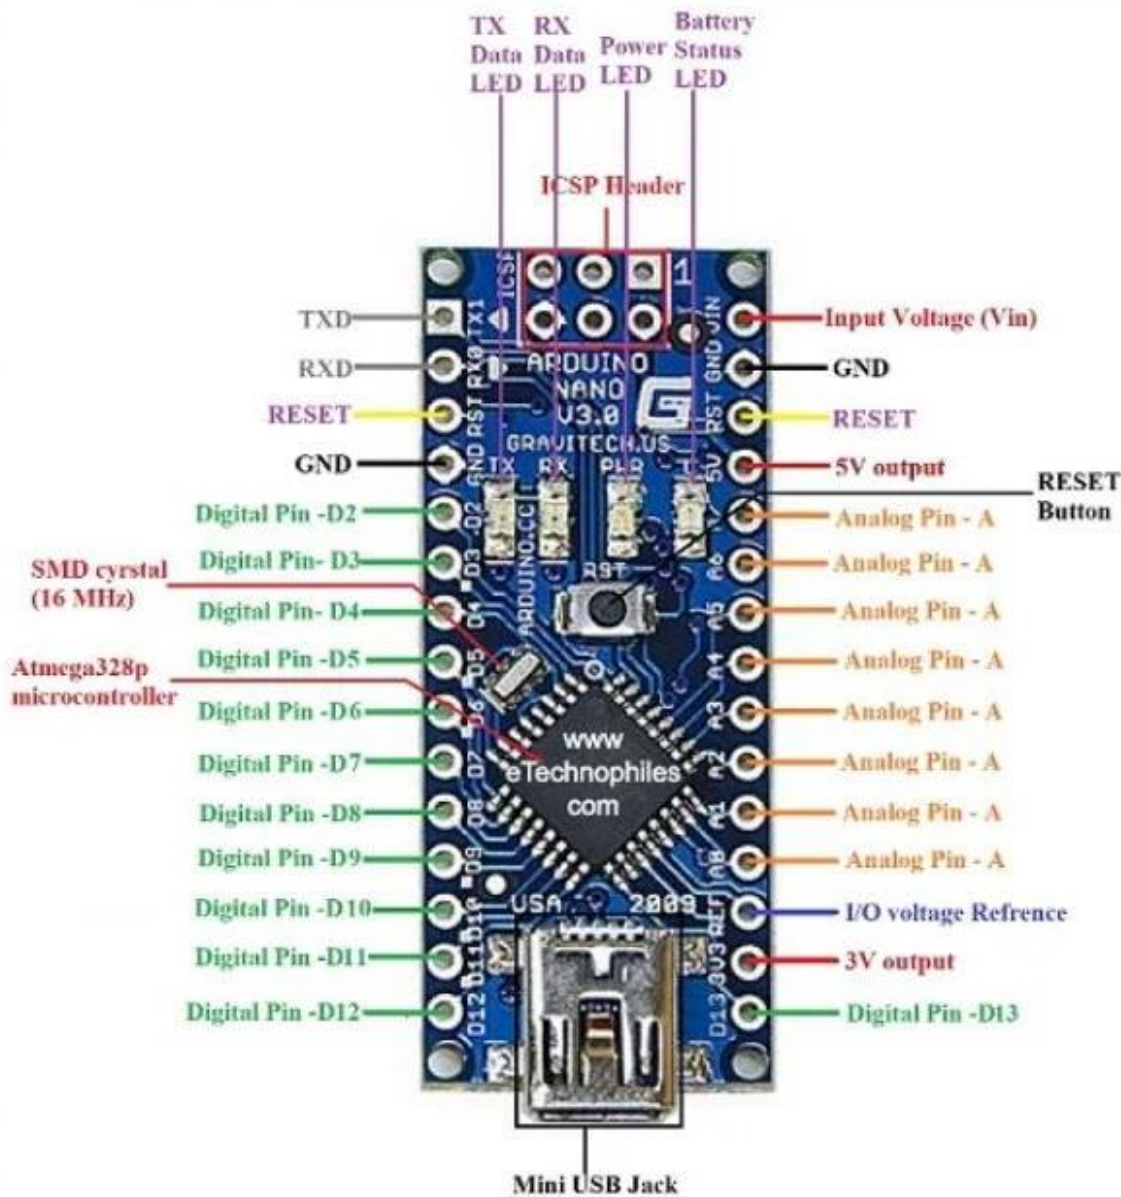 TX Data LED
RX Data LED
Power LED
Battery Status LED
ICSP Header
ICSP
1
TXD
TX1
VIN
Input Voltage (Vin)
RXD
RX0
ARDUINO
NANO
V3.0
GND
GND
RESET
RST
GRAVITECH.US
RST
RESET
GND
GND
TX
RX
PWR
L
5V
5V output
RESET Button
Digital Pin -D2
D2
Analog Pin - A
Digital Pin- D3
D3
ARDUINO.CC
RST
A6
Analog Pin - A
SMD cyrstal
(16 MHz)
Digital Pin- D4
D4
A5
Analog Pin - A
Atmega328p
microcontroller
Digital Pin -D5
D5
A4
Analog Pin - A
Digital Pin -D6
D6
A3
Analog Pin - A
Digital Pin -D7
D7
www
eTechnophiles
com
A2
Analog Pin - A
Digital Pin -D8
D8
A1
Analog Pin - A
Digital Pin -D9
D9
A0
Analog Pin - A
Digital Pin -D10
D10
USA
2009
REF
I/O voltage Refrence
Digital Pin -D11
D11
3V3
3V output
Digital Pin -D12
D12
D13
Digital Pin -D13
Mini USB Jack